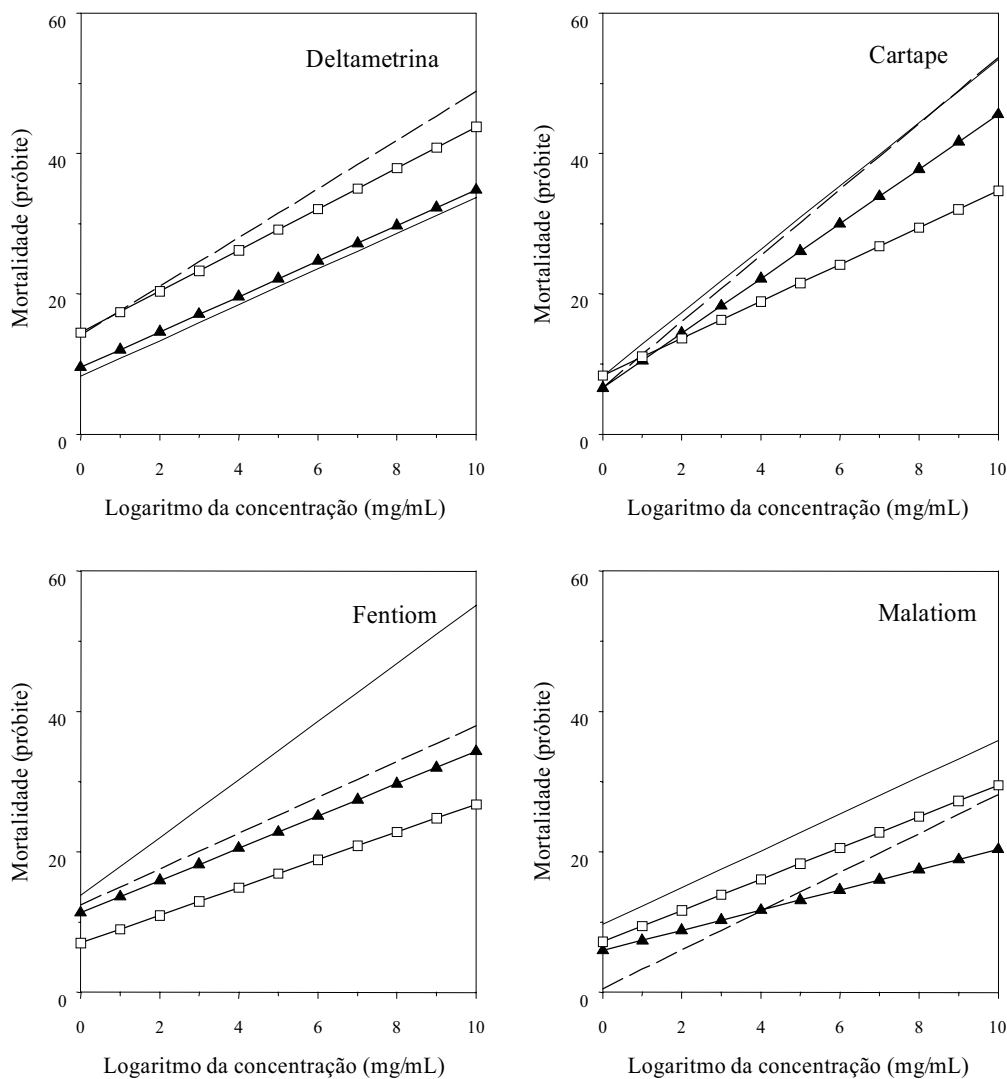 60
Deltametrina
40
20
0
Mortalidade (próbite)
0 2 4 6 8 10
Logaritmo da concentração (mg/mL)
60
Cartape
40
20
0
Mortalidade (próbite)
0 2 4 6 8 10
Logaritmo da concentração (mg/mL)
60
Fentiom
40
20
0
Mortalidade (próbite)
0 2 4 6 8 10
Logaritmo da concentração (mg/mL)
60
Malatiom
40
20
0
Mortalidade (próbite)
0 2 4 6 8 10
Logaritmo da concentração (mg/mL)